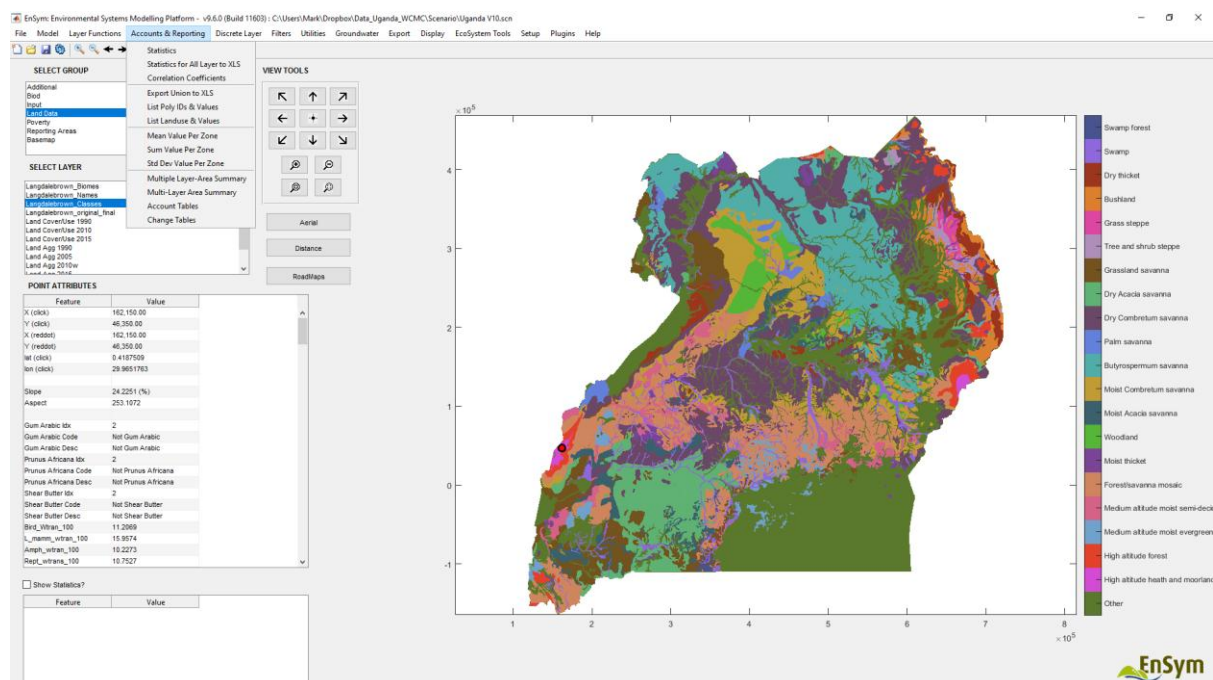 EnSym: Environmental Systems Modelling Platform - v9.6.0 (Build 11603) : C:\Users\Mark\Dropbox\Data_Uganda_WCMC\Scenario\Uganda V10.scn
File Model Layer Functions Accounts & Reporting Discrete Layer Filters Utilities Groundwater Export Display EcoSystem Tools Setup Plugins Help
Statistics
Statistics for All Layer to XLS
Correlation Coefficients
Export Union to XLS
List Poly IDs & Values
List Landuse & Values
Mean Value Per Zone
Sum Value Per Zone
Std Dev Value Per Zone
Multiple Layer-Area Summary
Multi-Layer Area Summary
Account Tables
Change Tables
SELECT GROUP
Additional
Biod
Input
Land Data
Poverty
Reporting Areas
Basemap
SELECT LAYER
Langdalebrown_Biomes
Langdalebrown_Names
Langdalebrown_Classes
Langdalebrown_original_final
Land Cover/Use 1990
Land Cover/Use 2010
Land Cover/Use 2015
Land Agg 1990
Land Agg 2005
Land Agg 2010w
Land Agg 2015
VIEW TOOLS
Aerial
Distance
RoadMaps
POINT ATTRIBUTES
Feature Value
X (click) 162,150.00
Y (click) 46,350.00
X (reddot) 162,150.00
Y (reddot) 46,350.00
lat (click) 0.4187509
lon (click) 29.9651763
Slope 24.2251 (%)
Aspect 253.1072
Gum Arabic Idx 2
Gum Arabic Code Not Gum Arabic
Gum Arabic Desc Not Gum Arabic
Prunus Africana Idx 2
Prunus Africana Code Not Prunus Africana
Prunus Africana Desc Not Prunus Africana
Shear Butter Idx 2
Shear Butter Code Not Shear Butter
Shear Butter Desc Not Shear Butter
Bird_Wtran_100 11.2069
L_mamm_wtran_100 15.9574
Amph_wtran_100 10.2273
Rept_wtrans_100 10.7527
Show Statistics?
Feature Value
× 10⁵
4
3
2
1
0
-1
1 2 3 4 5 6 7 8
× 10⁵
Swamp forest
Swamp
Dry thicket
Bushland
Grass steppe
Tree and shrub steppe
Grassland savanna
Dry Acacia savanna
Dry Combretum savanna
Palm savanna
Butyrospermum savanna
Moist Combretum savanna
Moist Acacia savanna
Woodland
Moist thicket
Forest/savanna mosaic
Medium altitude moist semi-deci
Medium altitude moist evergreen
High altitude forest
High altitude heath and moorland
Other
EnSym